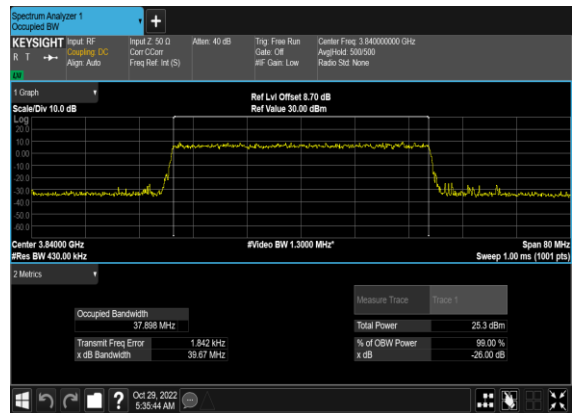 Spectrum Analyzer 1
Occupied BW
KEYSIGHT
R T
LW
Input: RF
Coupling: DC
Align: Auto
Input Z: 50 Ω
Corr CCorr
Freq Ref: Int (S)
Atten: 40 dB
Trig: Free Run
Gate: Off
#IF Gain: Low
Center Freq: 3.840000000 GHz
Avg|Hold: 500/500
Radio Std: None
1 Graph
Scale/Div 10.0 dB
Ref Lvl Offset 8.70 dB
Ref Value 30.00 dBm
Log
20.0
10.0
0.00
-10.0
-20.0
-30.0
-40.0
-50.0
-60.0
Center 3.84000 GHz
#Res BW 430.00 kHz
#Video BW 1.3000 MHz*
Span 80 MHz
Sweep 1.00 ms (1001 pts)
2 Metrics
Measure Trace Trace 1
Occupied Bandwidth
37.898 MHz
Total Power 25.3 dBm
Transmit Freq Error 1.842 kHz
% of OBW Power 99.00 %
x dB Bandwidth 39.67 MHz
x dB -26.00 dB
?
Oct 29, 2022
5:35:44 AM